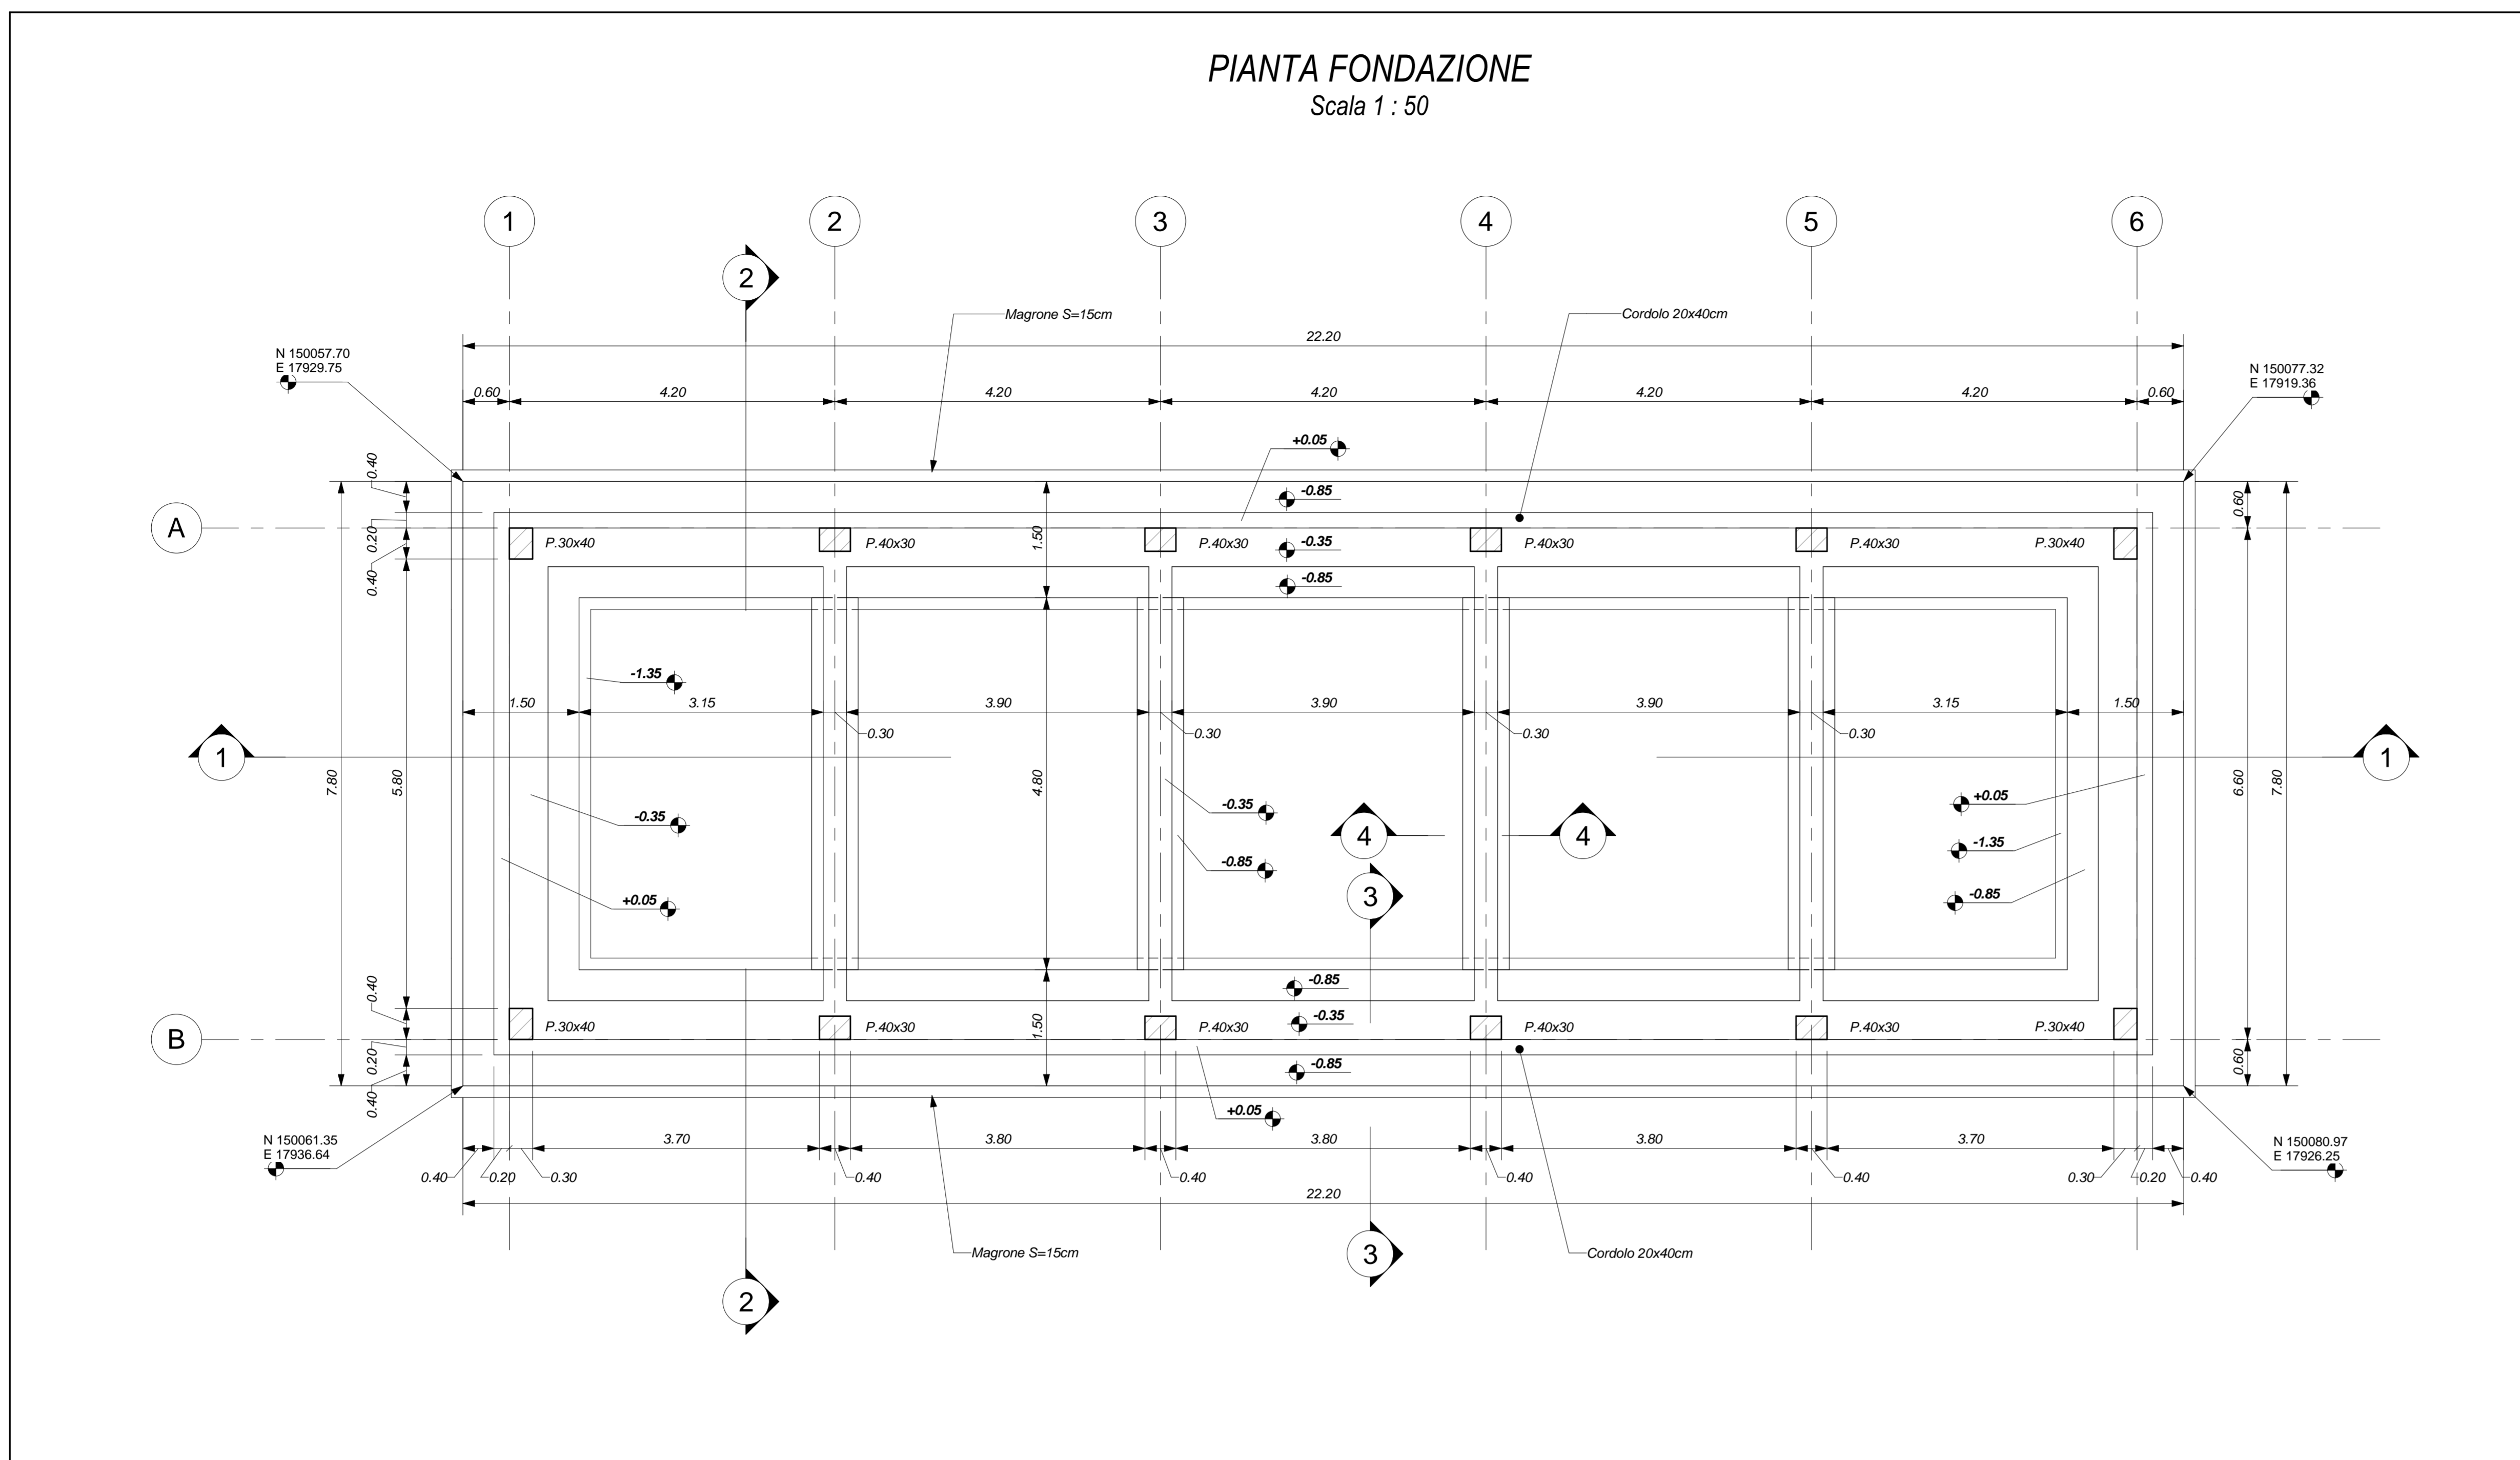 PIANTA FONDAZIONE
Scala 1 : 50
1
2
3
4
5
6
2
Magrone S=15cm
Cordolo 20x40cm
22.20
N 150057.70
E 17929.75
N 150077.32
E 17919.36
0.60
4.20
4.20
4.20
4.20
4.20
0.60
+0.05
0.40
-0.85
0.60
A
0.20
1.50
P.30x40
P.40x30
P.40x30
-0.35
P.40x30
P.40x30
P.30x40
0.40
-0.85
-1.35
1.50
3.15
3.90
3.90
3.90
3.15
1.50
0.30
0.30
0.30
0.30
1
1
7.80
5.80
4.80
6.60
7.80
-0.35
-0.35
+0.05
4
4
-1.35
-0.85
3
-0.85
+0.05
0.40
-0.85
B
P.30x40
P.40x30
1.50
P.40x30
-0.35
P.40x30
P.40x30
P.30x40
0.20
0.60
-0.85
0.40
+0.05
N 150061.35
E 17936.64
3.70
3.80
3.80
3.80
3.70
N 150080.97
E 17926.25
0.40
0.20
0.30
0.40
0.40
0.40
0.40
0.30
0.20
0.40
22.20
Magrone S=15cm
3
Cordolo 20x40cm
2